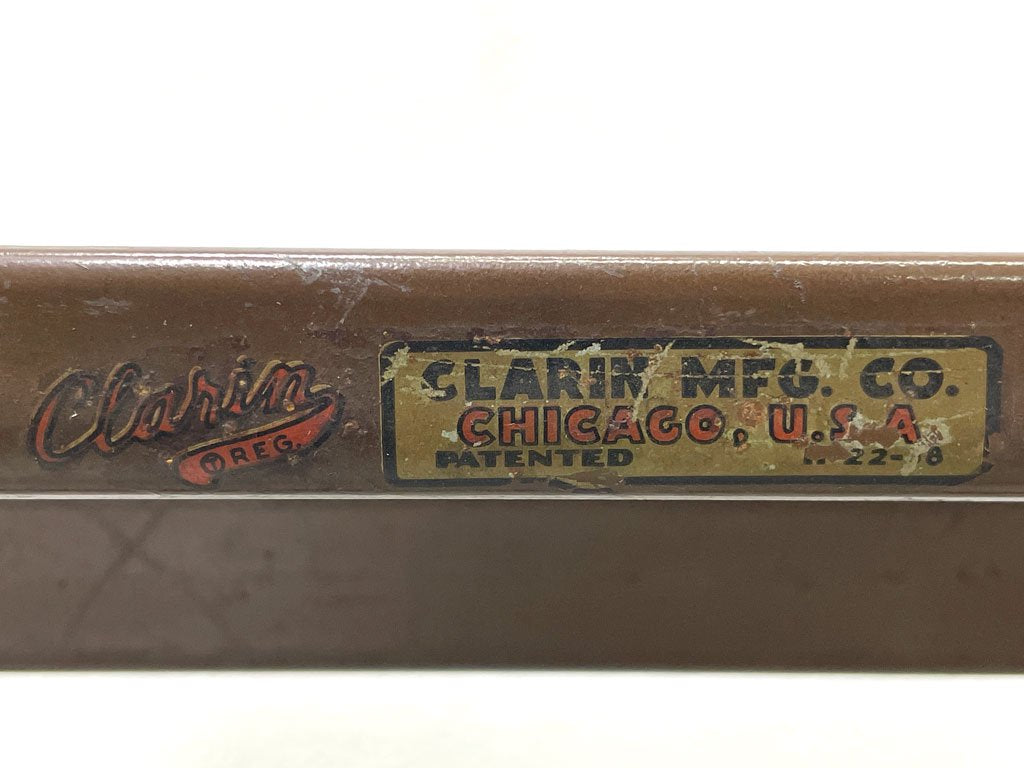 Clarin
REG.
CLARIN MFG. CO.
CHICAGO, U.S.A
PATENTED